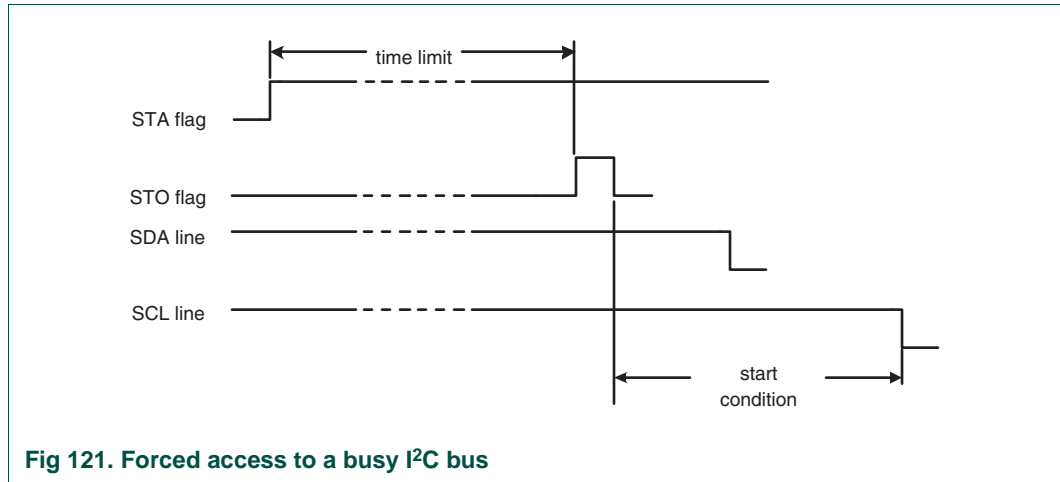 time limit
STA flag
STO flag
SDA line
SCL line
start
condition
Fig 121. Forced access to a busy I²C bus